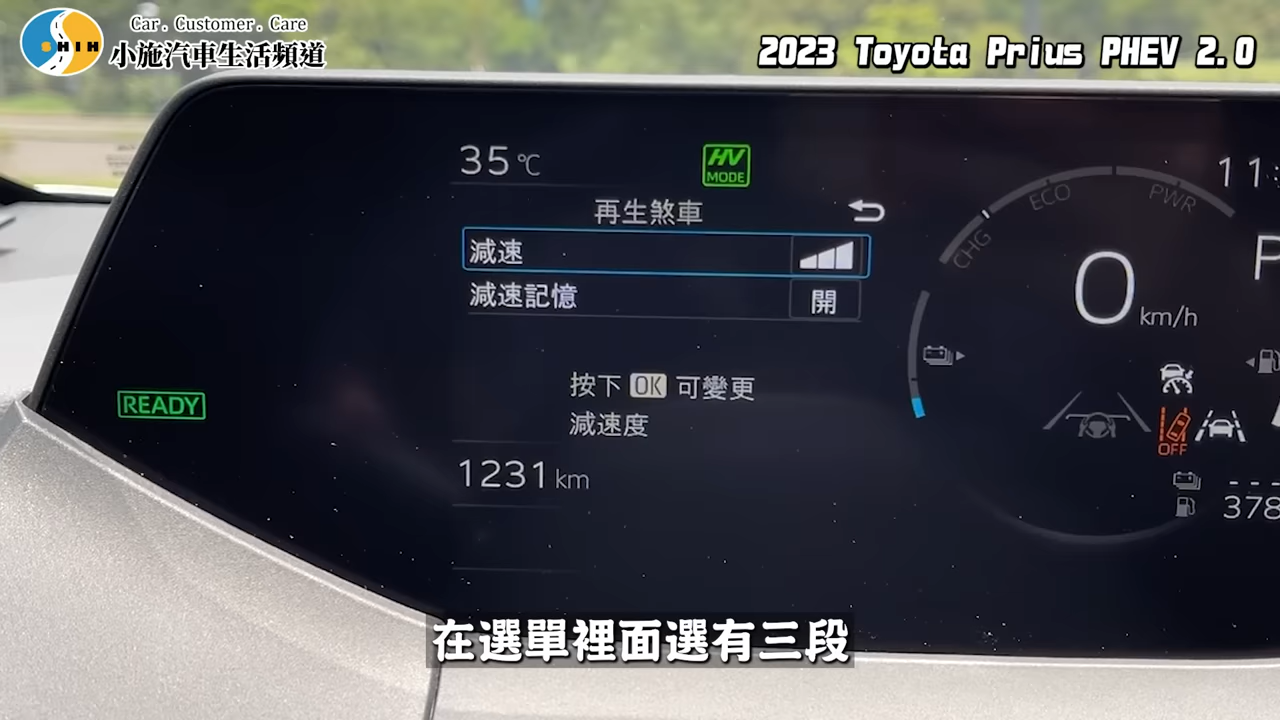 Car. Customer. Care
SHIH
小施汽車生活頻道
2023 Toyota Prius PHEV 2.0
35℃
HV
MODE
11:
再生煞車
減速
減速記憶
開
ECO
PWR
CHG
0 km/h
P
按下 OK 可變更
減速度
READY
OFF
1231 km
---
378
在選單裡面選有三段